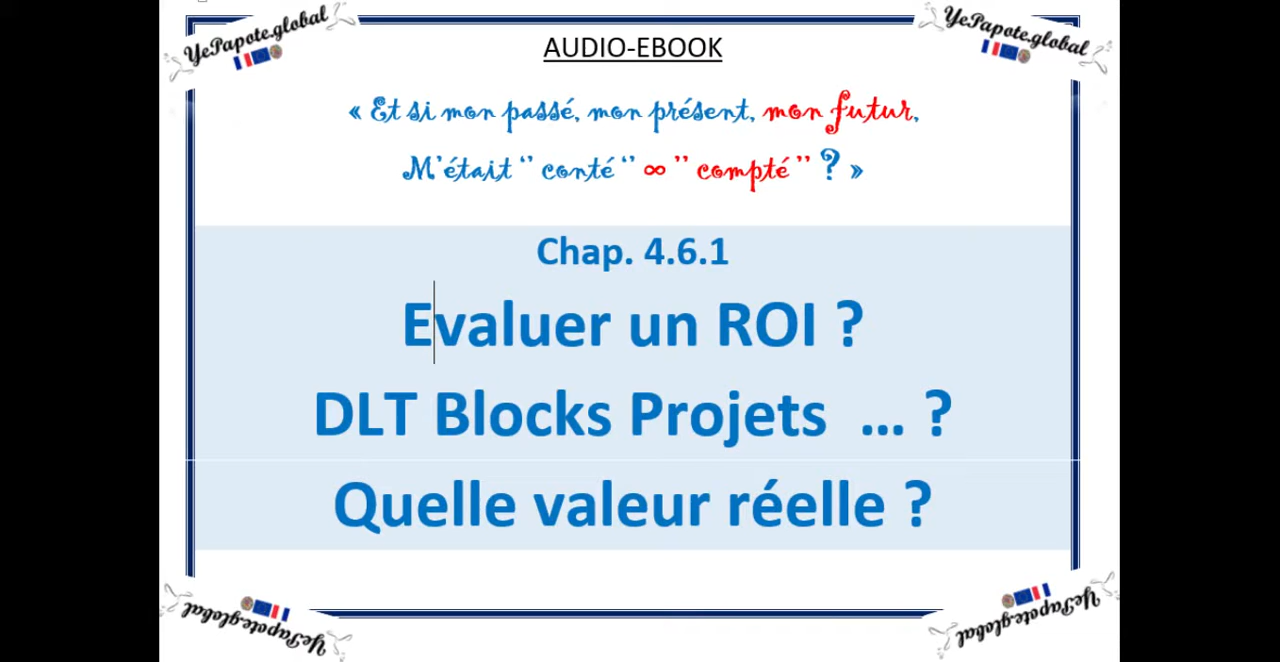 YePapote.global
YePapote.global
AUDIO-EBOOK
« Et si mon passé, mon présent, mon futur,
M'était ‘’ conté ‘’ ∞ ’’ compté ’’ ? »
Chap. 4.6.1
Evaluer un ROI ?
DLT Blocks Projets ... ?
Quelle valeur réelle ?
YePapote.global
YePapote.global